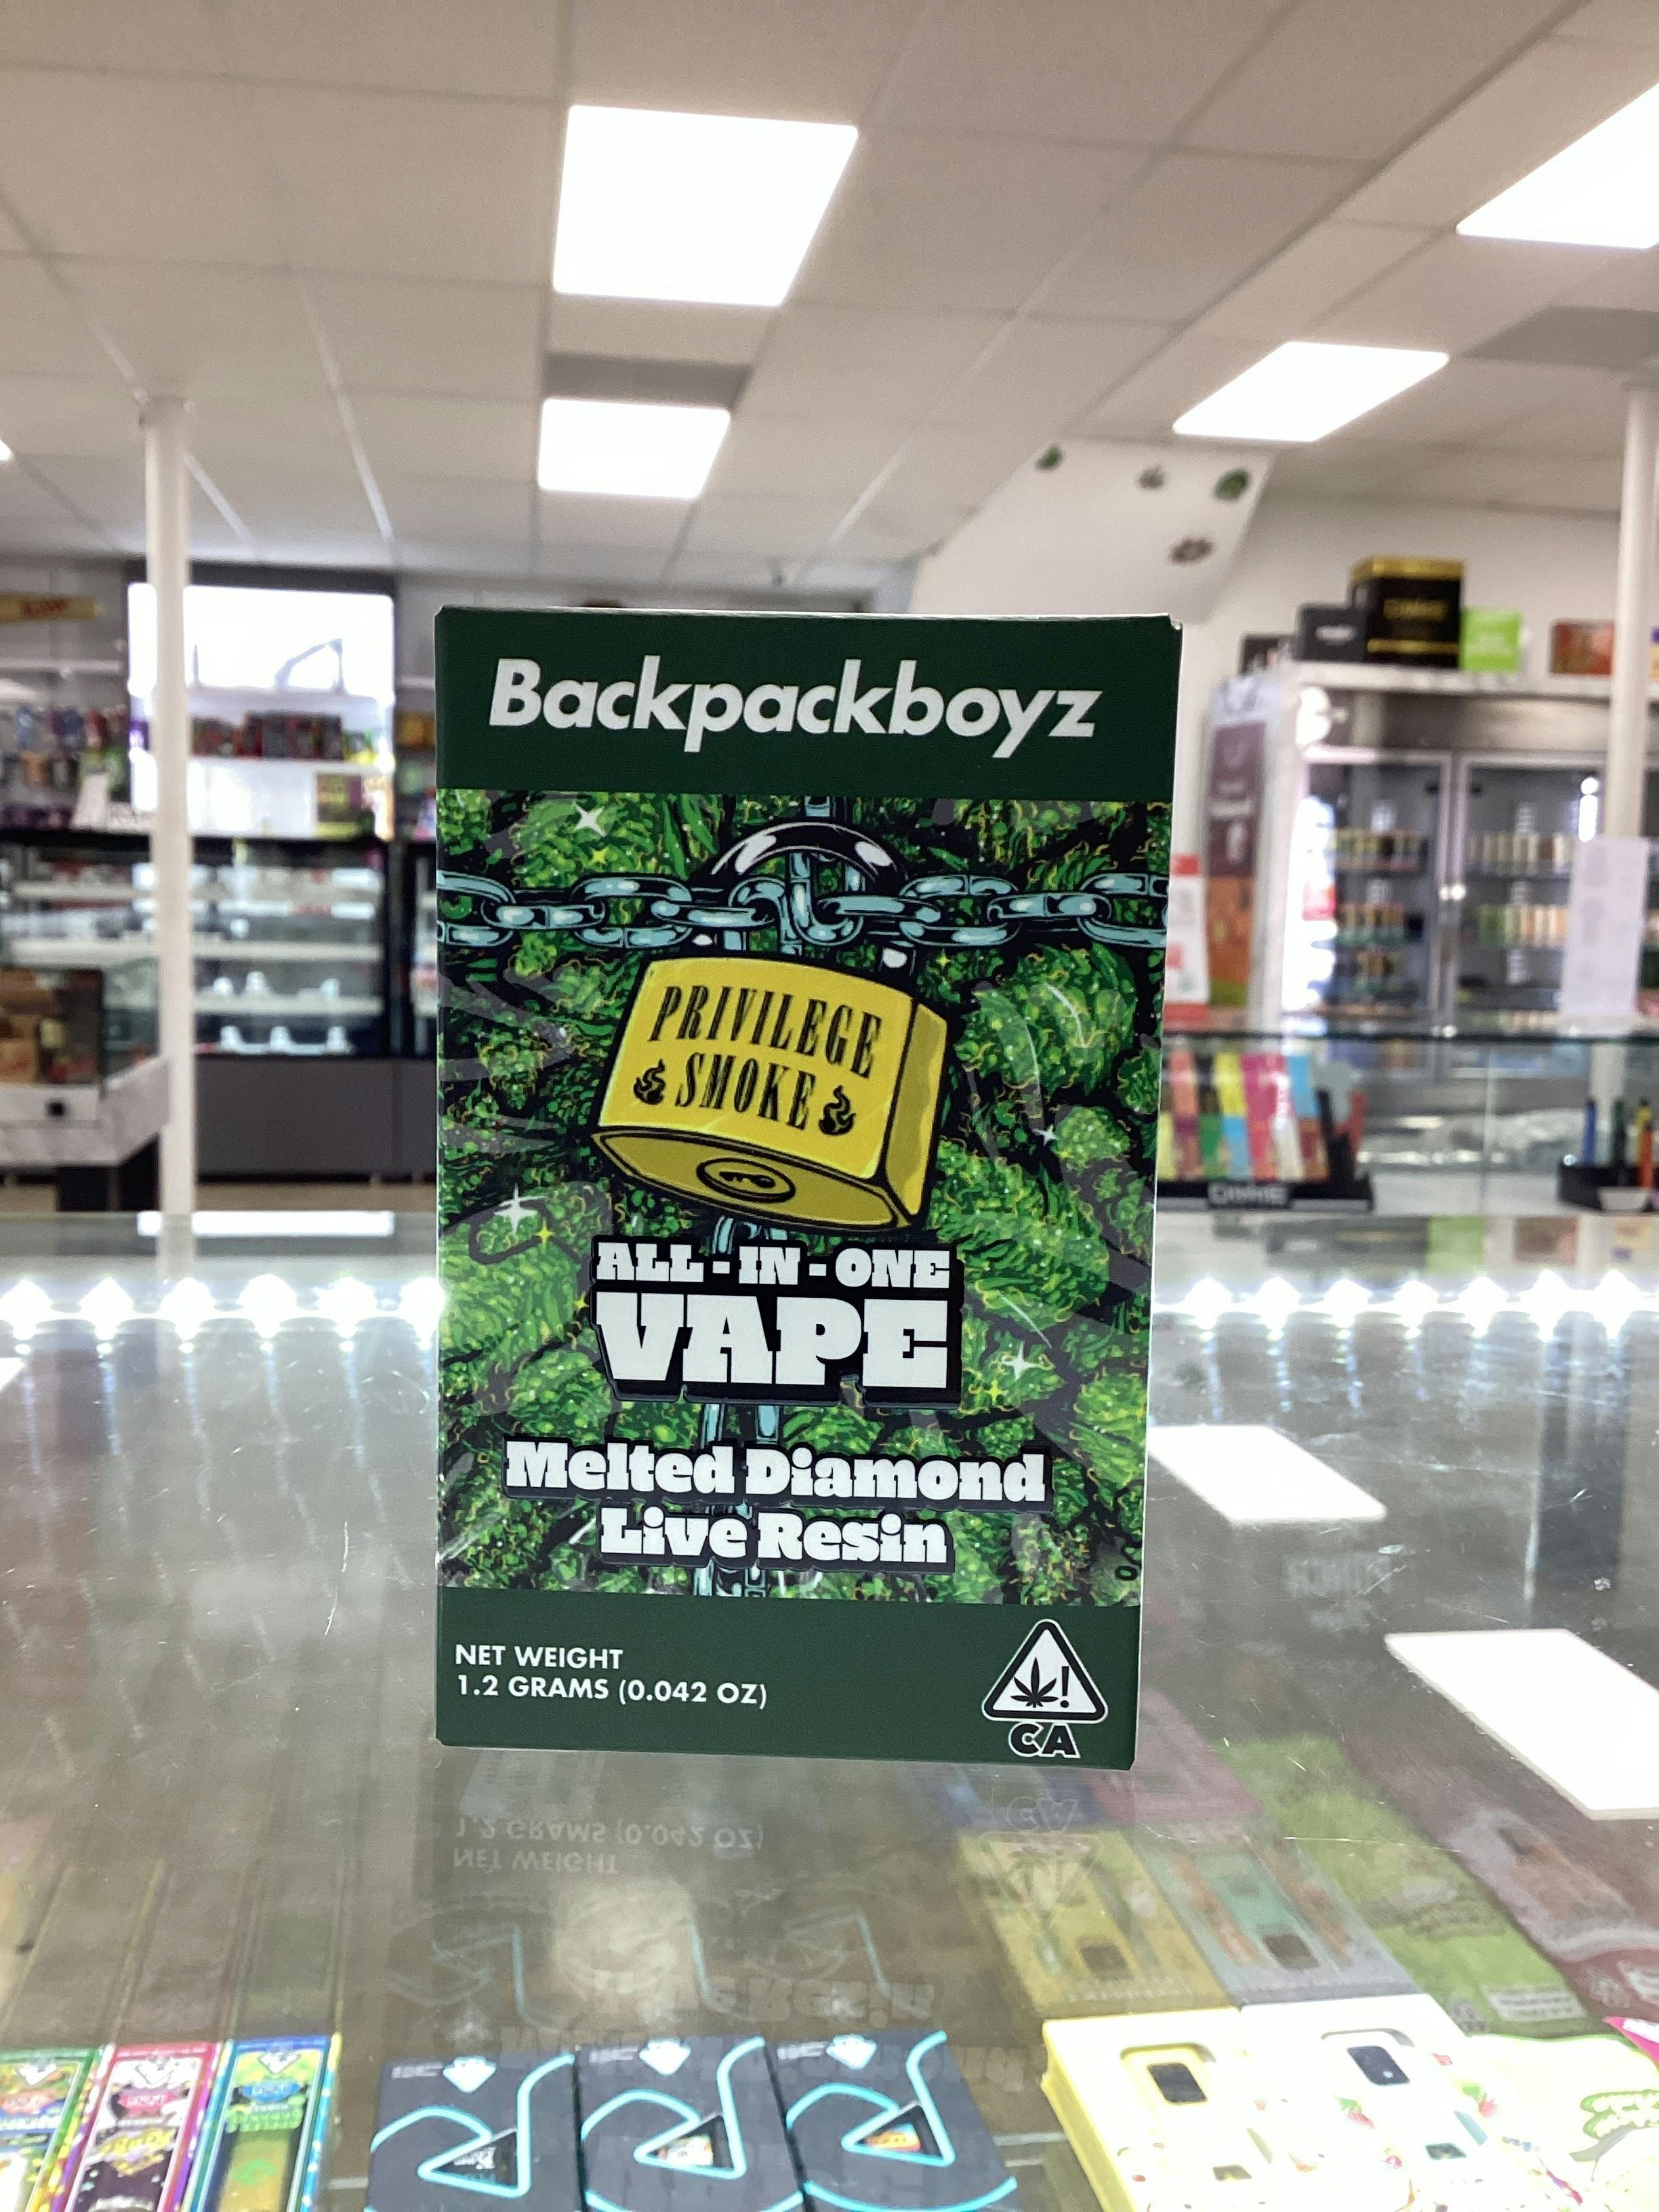 Backpackboyz
PRIVILEGE
SMOKE
ALL-IN-ONE
VAPE
Melted Diamond
Live Resin
NET WEIGHT
1.2 GRAMS (0.042 OZ)
CA